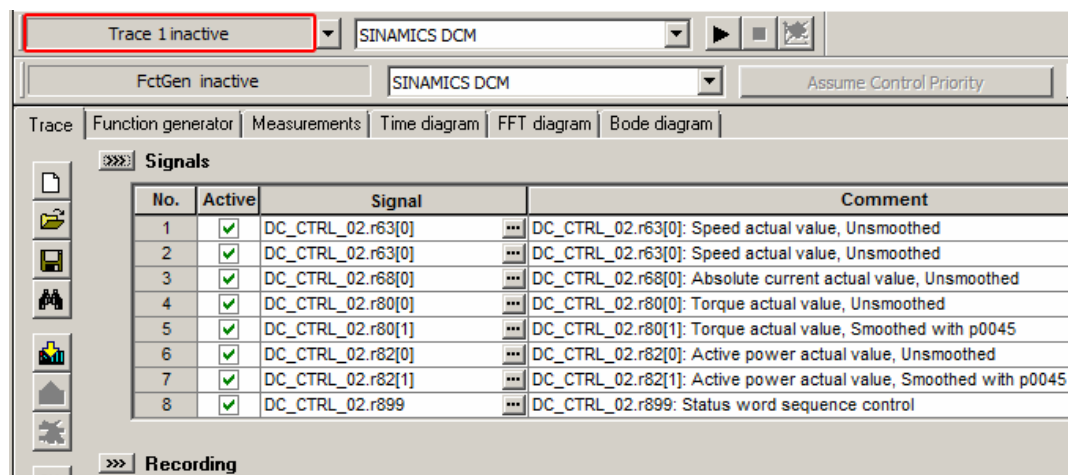 Trace 1 inactive SINAMICS DCM
FctGen inactive SINAMICS DCM Assume Control Priority
Trace Function generator Measurements Time diagram FFT diagram Bode diagram
Signals
No. Active Signal Comment
1 DC_CTRL_02.r63[0] ... DC_CTRL_02.r63[0]: Speed actual value, Unsmoothed
2 DC_CTRL_02.r63[0] ... DC_CTRL_02.r63[0]: Speed actual value, Unsmoothed
3 DC_CTRL_02.r68[0] ... DC_CTRL_02.r68[0]: Absolute current actual value, Unsmoothed
4 DC_CTRL_02.r80[0] ... DC_CTRL_02.r80[0]: Torque actual value, Unsmoothed
5 DC_CTRL_02.r80[1] ... DC_CTRL_02.r80[1]: Torque actual value, Smoothed with p0045
6 DC_CTRL_02.r82[0] ... DC_CTRL_02.r82[0]: Active power actual value, Unsmoothed
7 DC_CTRL_02.r82[1] ... DC_CTRL_02.r82[1]: Active power actual value, Smoothed with p0045
8 DC_CTRL_02.r899 ... DC_CTRL_02.r899: Status word sequence control
Recording